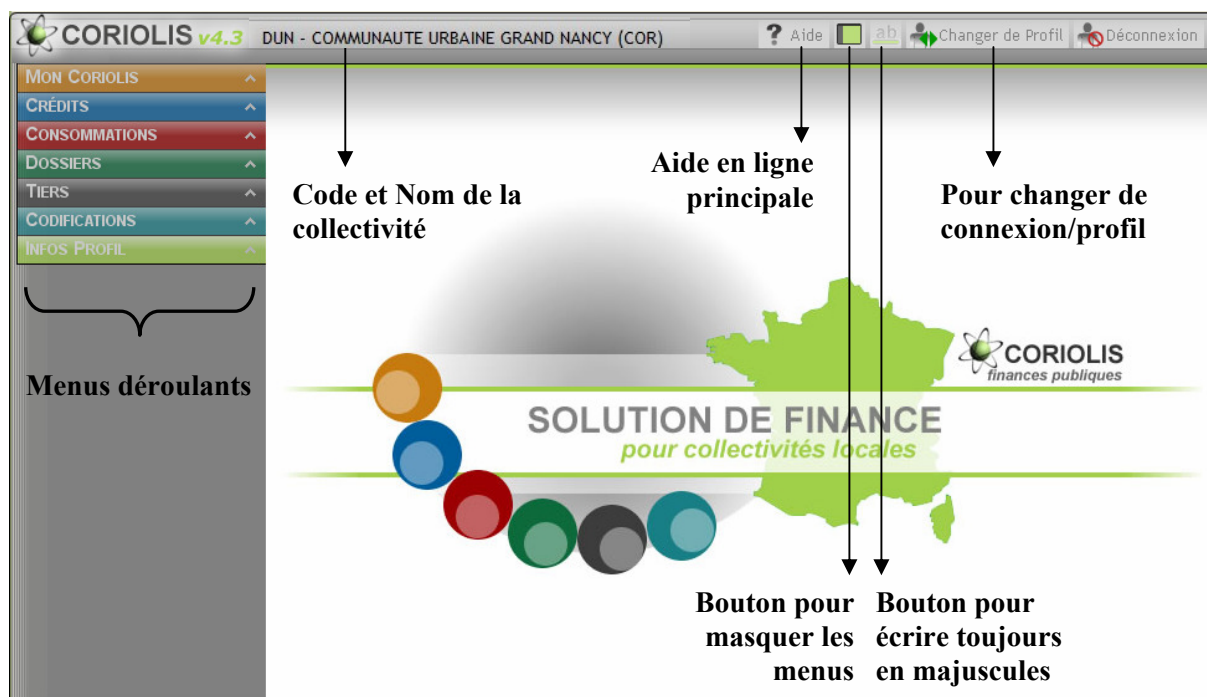 CORIOLIS v4.3 DUN - COMMUNAUTE URBAINE GRAND NANCY (COR) ? Aide ab Changer de Profil Déconnexion
MON CORIOLIS
CRÉDITS
CONSOMMATIONS
DOSSIERS
TIERS
CODIFICATIONS
INFOS PROFIL
Code et Nom de la
collectivité
Aide en ligne
principale
Pour changer de
connexion/profil
Menus déroulants
CORIOLIS
finances publiques
SOLUTION DE FINANCE
pour collectivités locales
Bouton pour
masquer les
menus
Bouton pour
écrire toujours
en majuscules